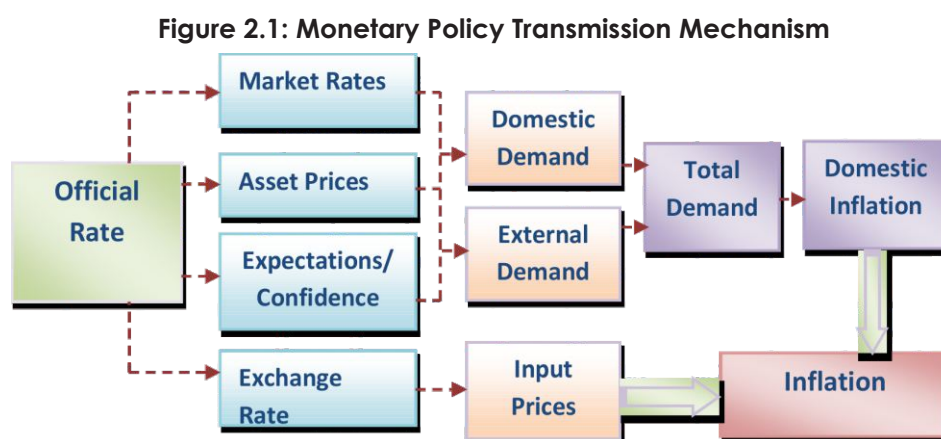 Figure 2.1: Monetary Policy Transmission Mechanism
Official
Rate
Market Rates
Asset Prices
Expectations/
Confidence
Exchange
Rate
Domestic
Demand
External
Demand
Input
Prices
Total
Demand
Domestic
Inflation
Inflation